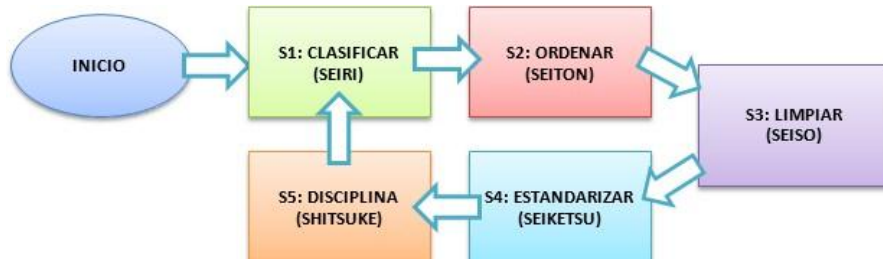 INICIO
S1: CLASIFICAR
(SEIRI)
S2: ORDENAR
(SEITON)
S3: LIMPIAR
(SEISO)
S4: ESTANDARIZAR
(SEIKETSU)
S5: DISCIPLINA
(SHITSUKE)